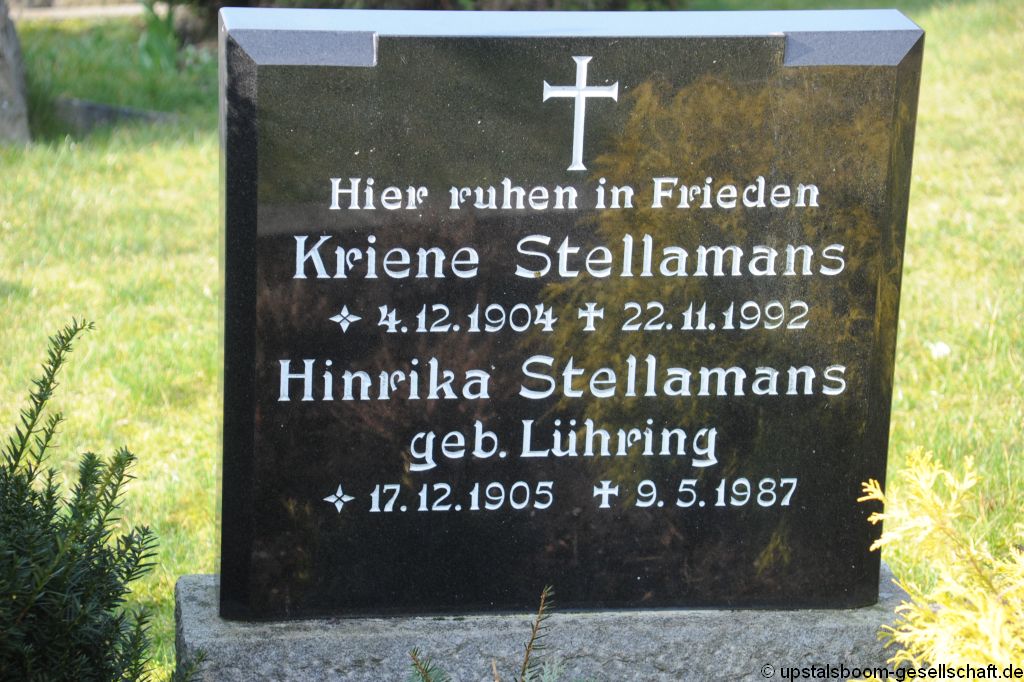 Hier ruhen in Frieden
Kriene Stellamans
4.12.1904 ✝ 22.11.1992
Hinrika Stellamans
geb. Lühring
17.12.1905 ✝ 9.5.1987
© upstalsboom-gesellschaft.de